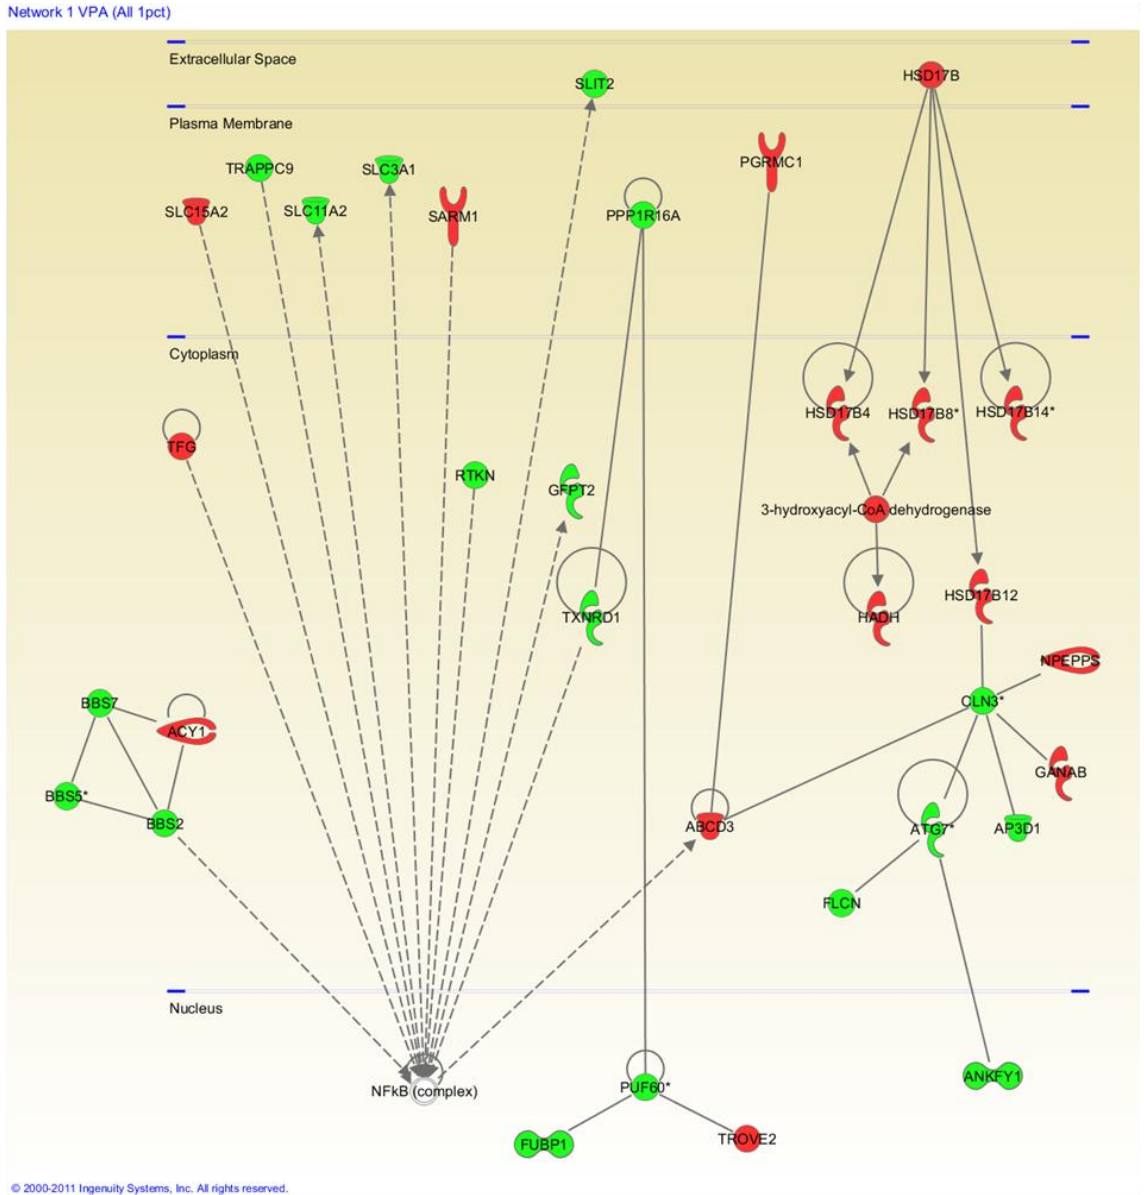 Network 1 VPA (All 1pct)
Extracellular Space
HSD17B
SLIT2
Plasma Membrane
PGRMC1
TRAPPC9
SLC3A1
SLC15A2
SLC11A2
SARM1
PPP1R16A
Cytoplasm
HSD17B4
HSD17B8*
HSD17B14*
TFG
RTKN
GFPT2
3-hydroxyacyl-CoA dehydrogenase
HSD17B12
TXNRD1
HADH
NPEPPS
BBS7
CLN3*
ACY1
GANAB
BBS5*
BBS2
ABCD3
ATG7*
AP3D1
FLCN
Nucleus
ANKFY1
NFkB (complex)
PUF60*
FUBP1
TROVE2
© 2000-2011 Ingenuity Systems, Inc. All rights reserved.